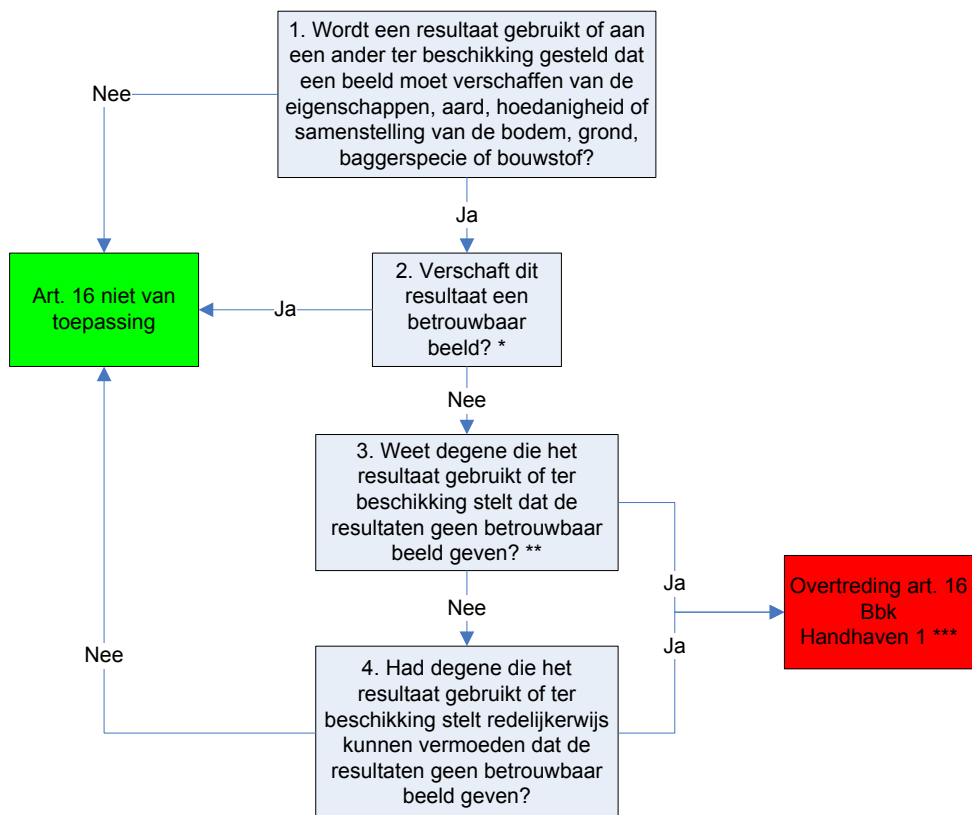 1. Wordt een resultaat gebruikt of aan
een ander ter beschikking gesteld dat
een beeld moet verschaffen van de
eigenschappen, aard, hoedanigheid of
samenstelling van de bodem, grond,
baggerspecie of bouwstof?
Nee
Ja
Art. 16 niet van
toepassing
Ja
2. Verschaft dit
resultaat een
betrouwbaar
beeld? *
Nee
3. Weet degene die het
resultaat gebruikt of ter
beschikking stelt dat de
resultaten geen betrouwbaar
beeld geven? **
Ja
Overtreding art. 16
Bbk
Handhaven 1 ***
Nee
Ja
Nee
4. Had degene die het
resultaat gebruikt of ter
beschikking stelt redelijkerwijs
kunnen vermoeden dat de
resultaten geen betrouwbaar
beeld geven?